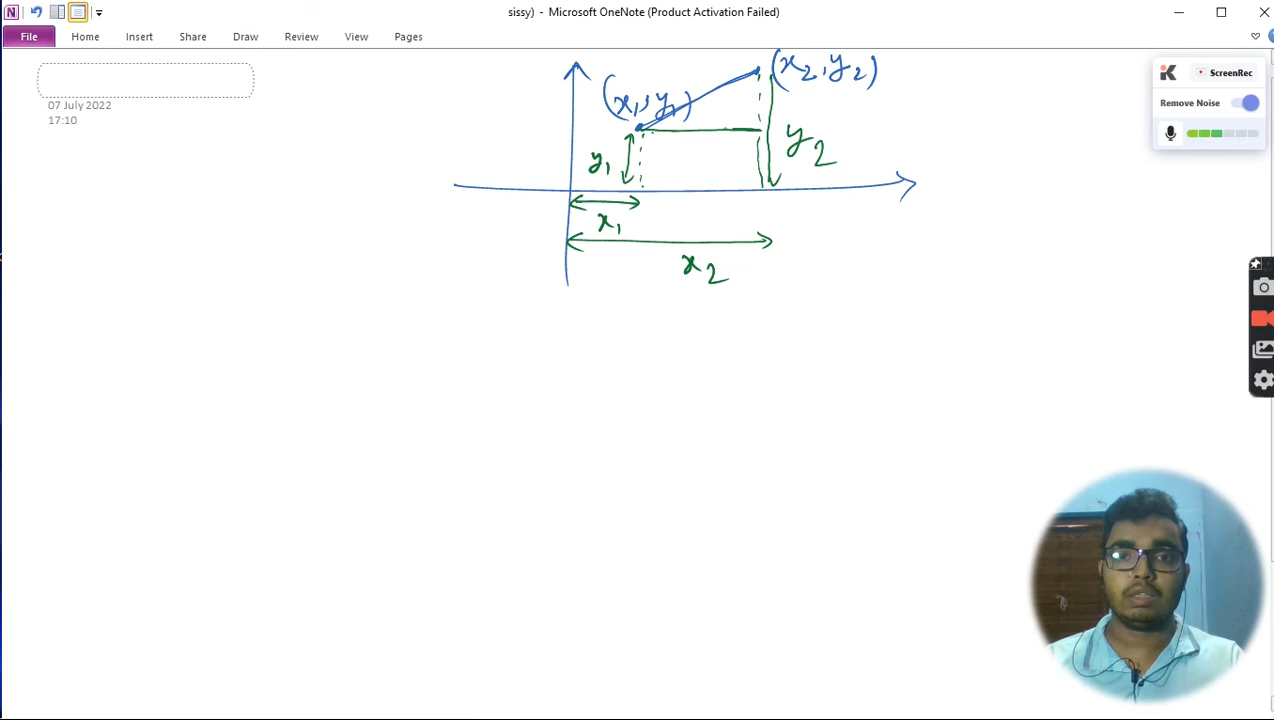 sissy) - Microsoft OneNote (Product Activation Failed)
File Home Insert Share Draw Review View Pages
07 July 2022
17:10
ScreenRec
Remove Noise
(x₁, y₁)
(x₂, y₂)
y₁
y₂
x₁
x₂